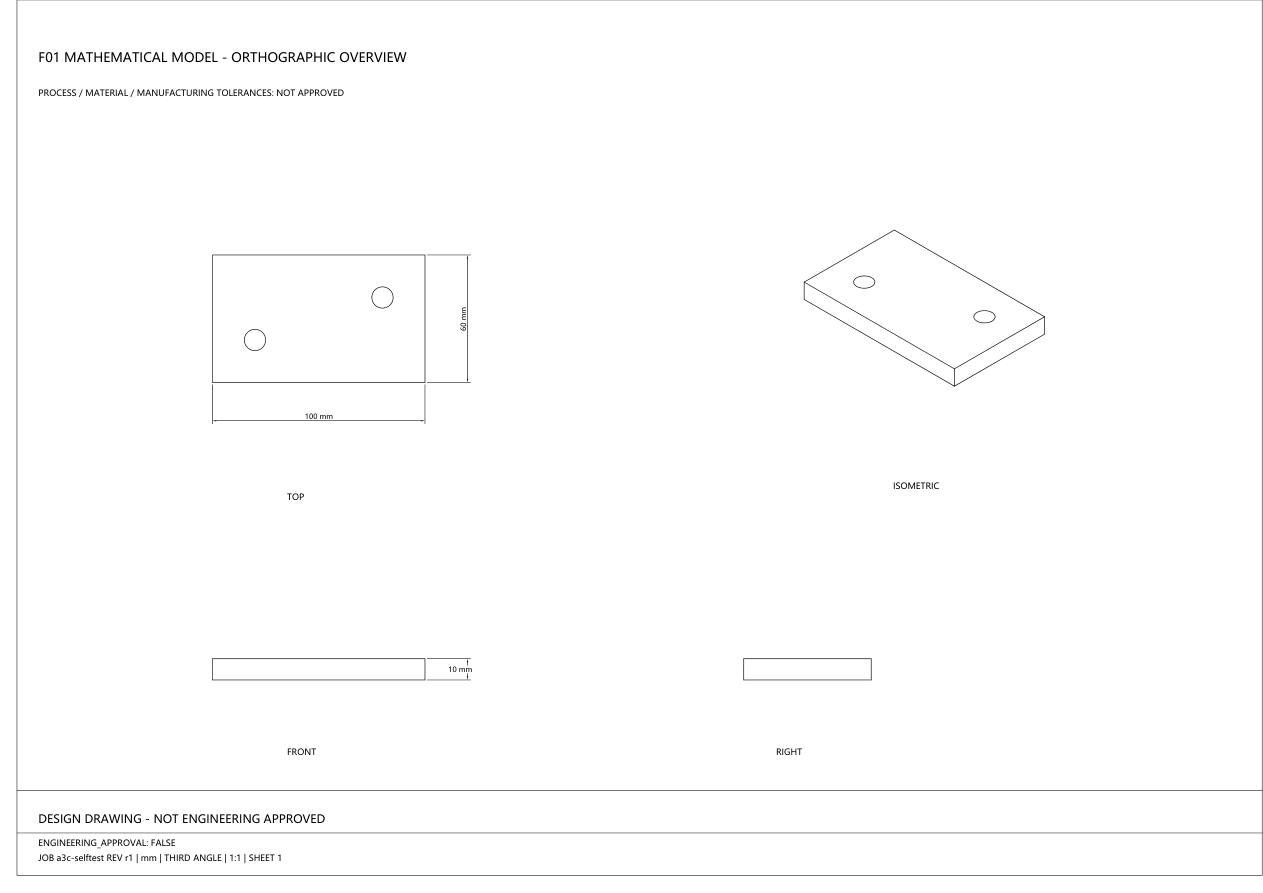 F01 MATHEMATICAL MODEL - ORTHOGRAPHIC OVERVIEW
PROCESS / MATERIAL / MANUFACTURING TOLERANCES: NOT APPROVED
60 mm
100 mm
TOP
ISOMETRIC
10 mm
FRONT
RIGHT
DESIGN DRAWING - NOT ENGINEERING APPROVED
ENGINEERING_APPROVAL: FALSE
JOB a3c-selftest REV r1 | mm | THIRD ANGLE | 1:1 | SHEET 1